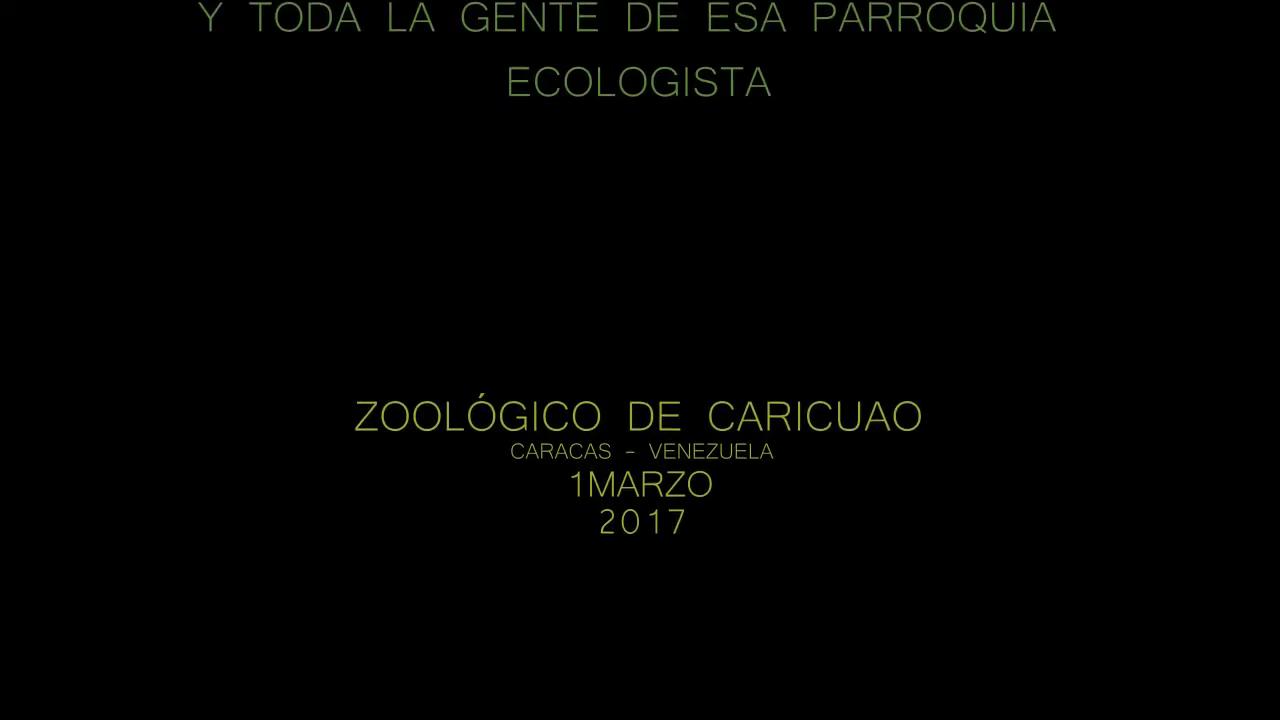 Y TODA LA GENTE DE ESA PARROQUIA
ECOLOGISTA
ZOOLÓGICO DE CARICUAO
CARACAS - VENEZUELA
1MARZO
2017